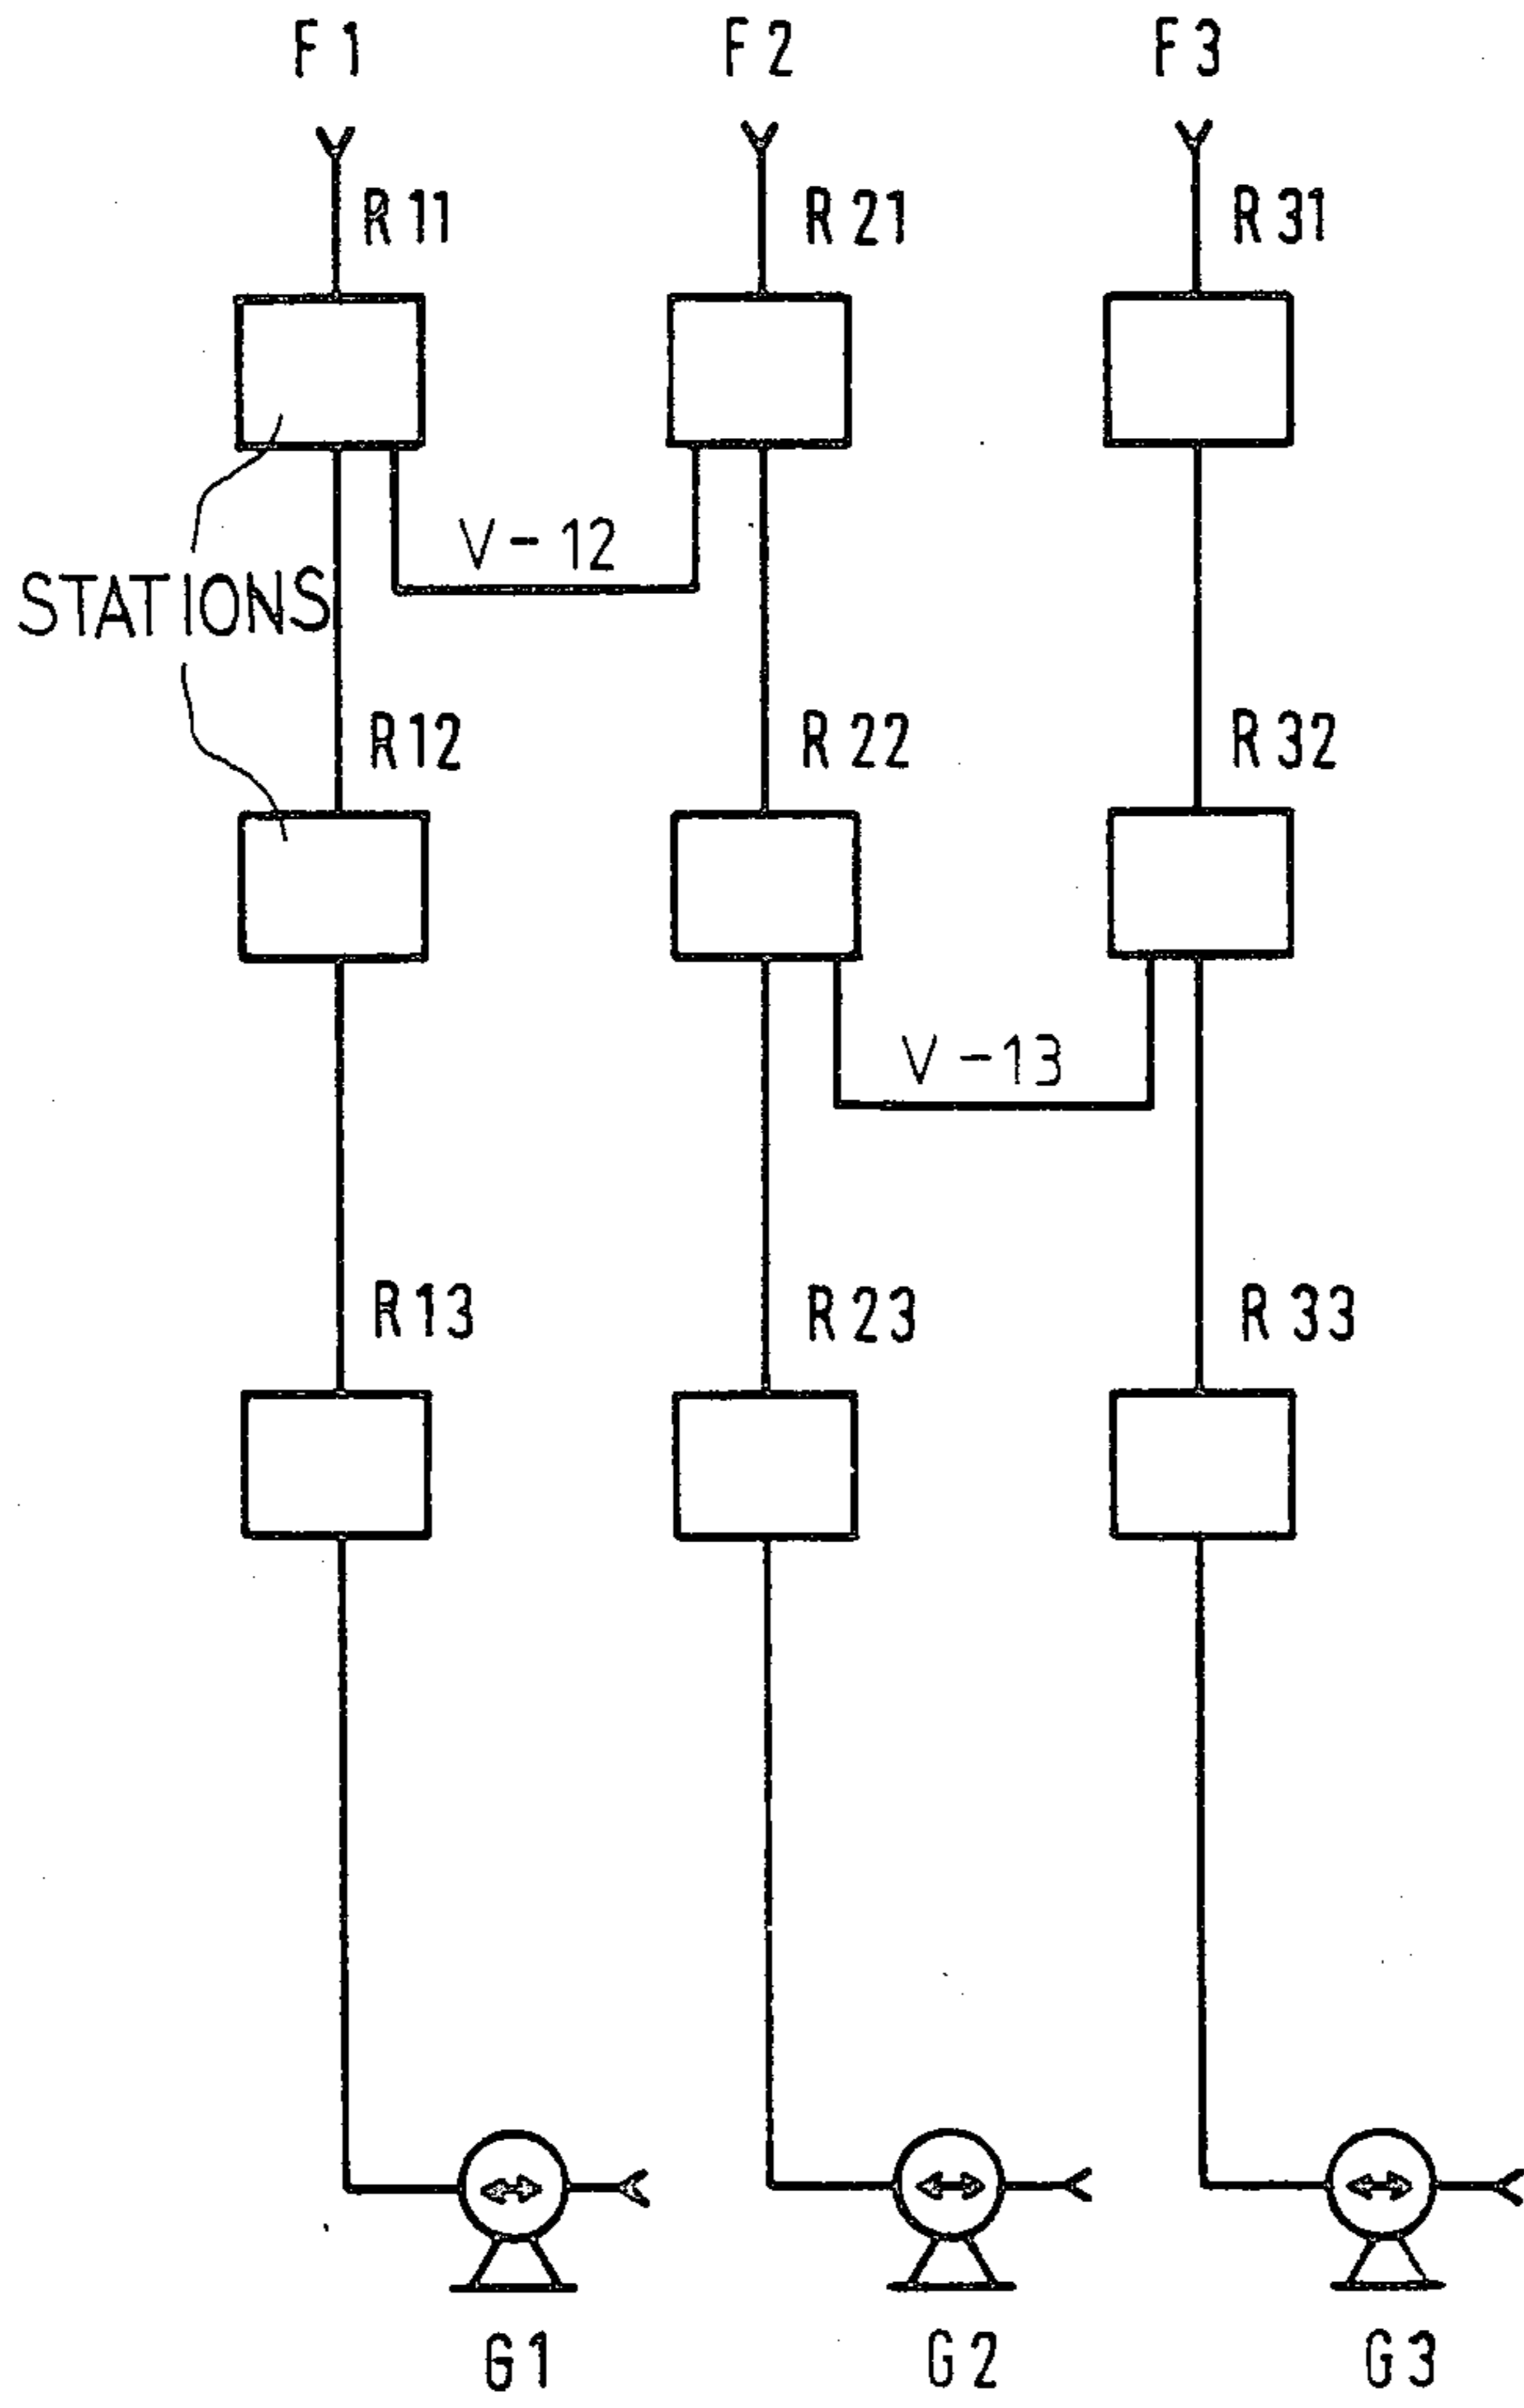 F1 F2 F3
R11 R21 R31
V-12
STATIONS
R12 R22 R32
V-13
R13 R23 R33
G1 G2 G3